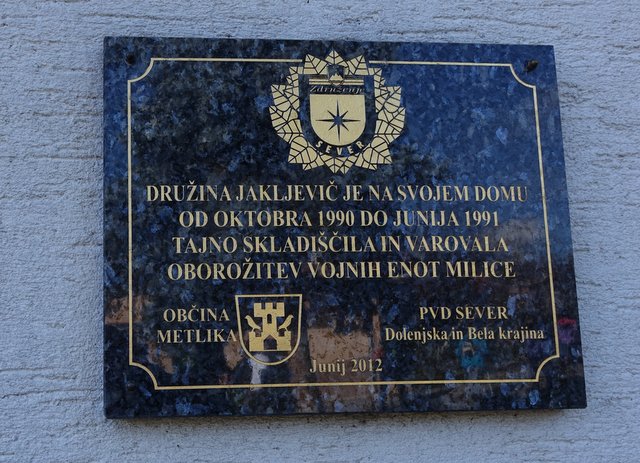 Združenje
SEVER
DRUŽINA JAKLJEVIČ JE NA SVOJEM DOMU
OD OKTOBRA 1990 DO JUNIJA 1991
TAJNO SKLADIŠČILA IN VAROVALA
OBOROŽITEV VOJNIH ENOT MILICE
OBČINA
METLIKA
PVD SEVER
Dolenjska in Bela krajina
Junij 2012